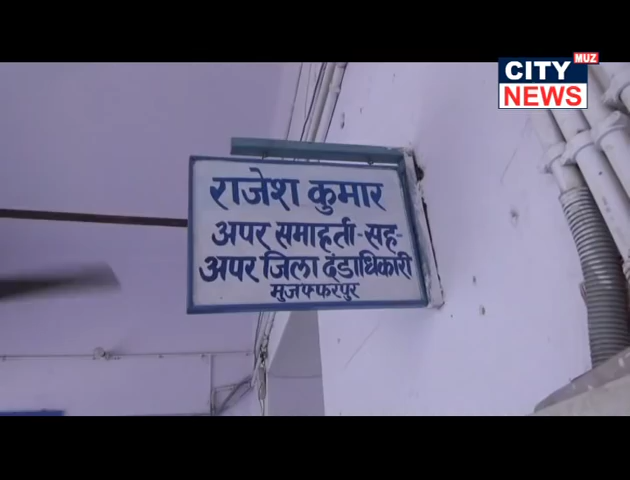 MUZ
CITY
NEWS
राजेश कुमार
अपर समाहर्ता-सह-
अपर जिला दंडाधिकारी
मुजफ्फरपुर